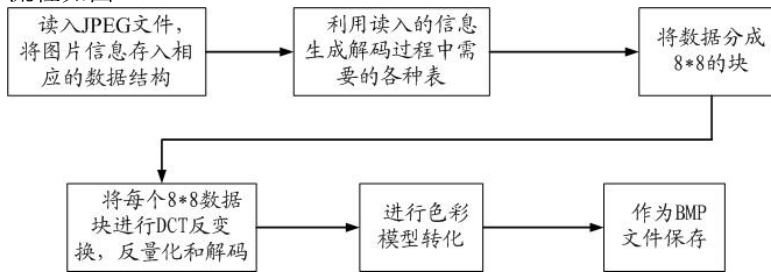 读入JPEG文件，
将图片信息存入相
应的数据结构
利用读入的信息
生成解码过程中需
要的各种表
将数据分成
8*8的块
将每个8*8数据
块进行DCT反变
换，反量化和解码
进行色彩
模型转化
作为BMP
文件保存